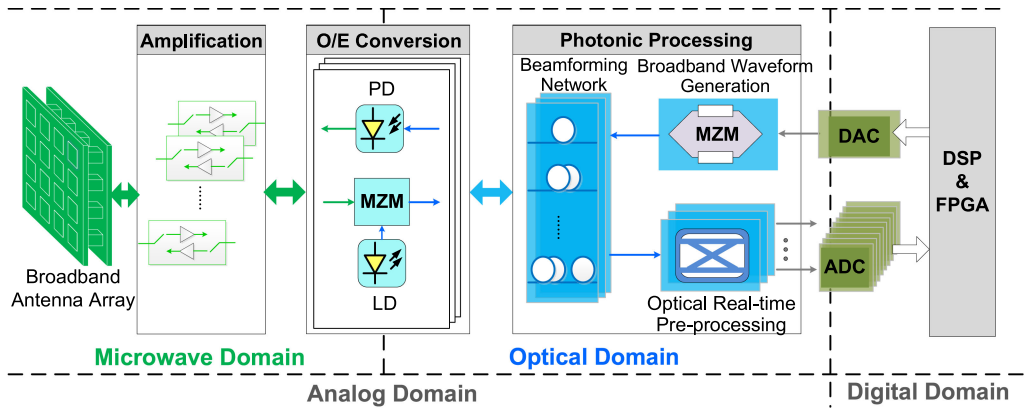 Amplification
O/E Conversion
Photonic Processing
Beamforming
Network
Broadband Waveform
Generation
PD
MZM
DAC
DSP
&
FPGA
MZM
ADC
LD
Broadband
Antenna Array
Optical Real-time
Pre-processing
Microwave Domain
Optical Domain
Analog Domain
Digital Domain